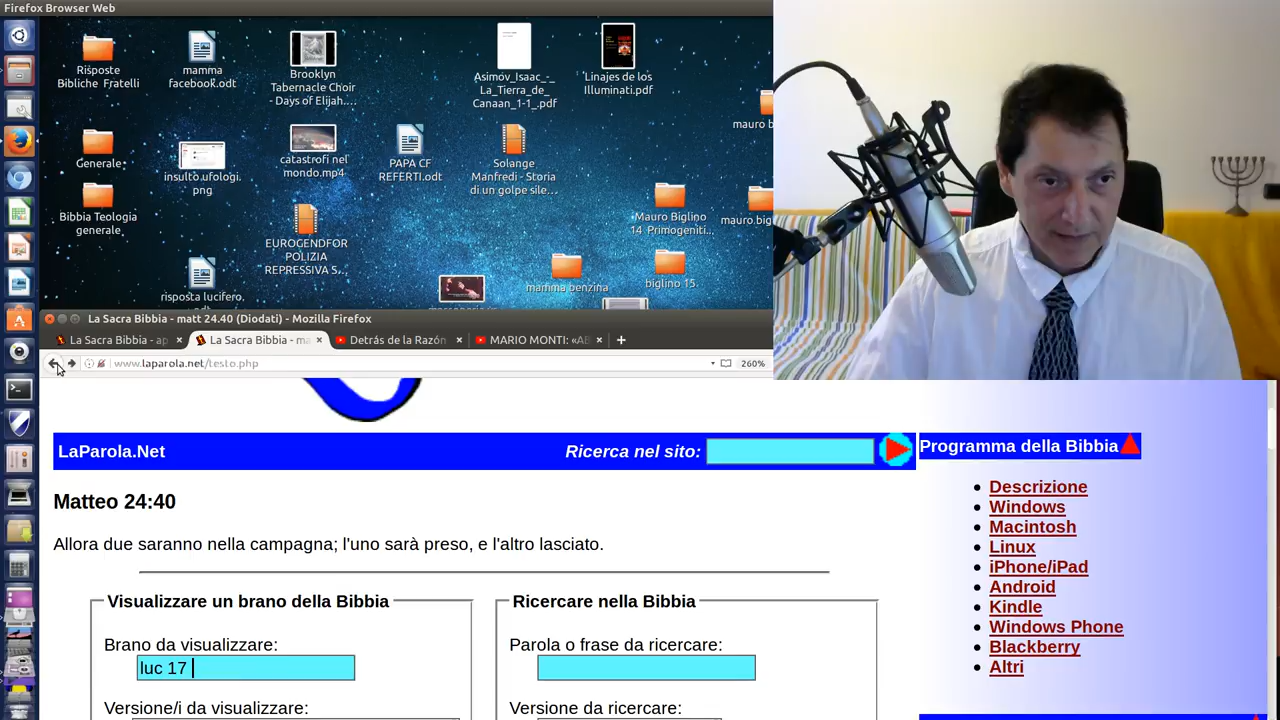 Firefox Browser Web
Risposte
Bibliche Fratelli
mamma
facebook.odt
Brooklyn
Tabernacle Choir
- Days of Elijah....
Asimov_Isaac_-_
La_Tierra_de_
Canaan_1-1_.pdf
Linajes de los
Illuminati.pdf
mauro b
Generale
insulto.ufologi.
png
catastrofi nel
mondo.mp4
PAPA CF
REFERTI.odt
Solange
Manfredi - Storia
di un golpe sile...
Bibbia Teologia
generale
EUROGENDFOR
POLIZIA
REPRESSIVA S...
Mauro Biglino
14 Primogeniti...
mauro.big
risposta lucifero.
mamma benzina
biglino 15.
La Sacra Bibbia - matt 24.40 (Diodati) - Mozilla Firefox
La Sacra Bibbia - ap × La Sacra Bibbia - ma × Detrás de la Razón × MARIO MONTI: «AB × +
www.laparola.net/testo.php 260%
LaParola.Net Ricerca nel sito:
Matteo 24:40
Allora due saranno nella campagna; l'uno sarà preso, e l'altro lasciato.
Visualizzare un brano della Bibbia
Brano da visualizzare:
luc 17
Versione/i da visualizzare:
Ricercare nella Bibbia
Parola o frase da ricercare:
Versione da ricercare:
Programma della Bibbia
Descrizione
Windows
Macintosh
Linux
iPhone/iPad
Android
Kindle
Windows Phone
Blackberry
Altri